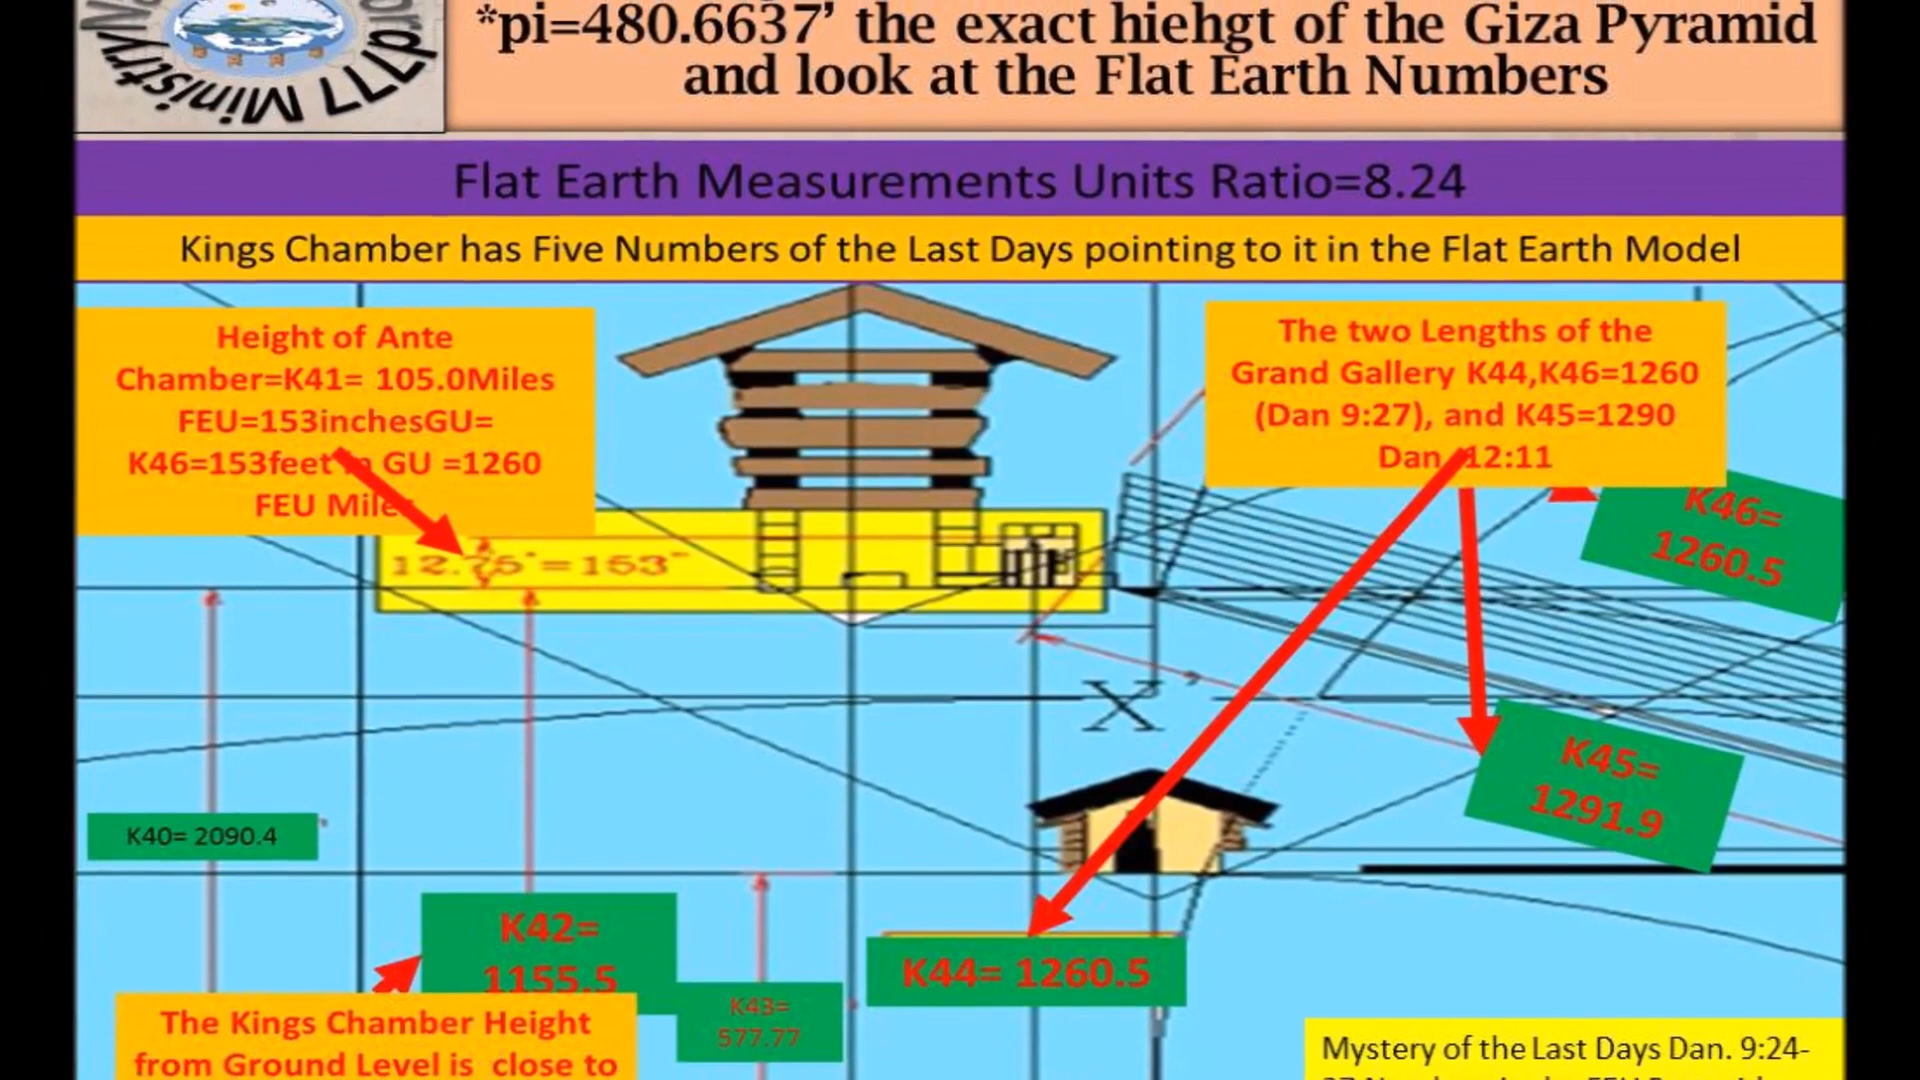 *pi=480.6637’ the exact hiehgt of the Giza Pyramid
and look at the Flat Earth Numbers
Ministry
Flat Earth Measurements Units Ratio=8.24
Kings Chamber has Five Numbers of the Last Days pointing to it in the Flat Earth Model
Height of Ante
Chamber=K41= 105.0Miles
FEU=153inchesGU=
K46=153feet in GU =1260
FEU Miles
The two Lengths of the
Grand Gallery K44,K46=1260
(Dan 9:27), and K45=1290
Dan. 12:11
K46=
1260.5
12.75'=153"
X
K45=
1291.9
K40= 2090.4
K42=
1155.5
K43=
577.77
K44= 1260.5
The Kings Chamber Height
from Ground Level is close to
Mystery of the Last Days Dan. 9:24-